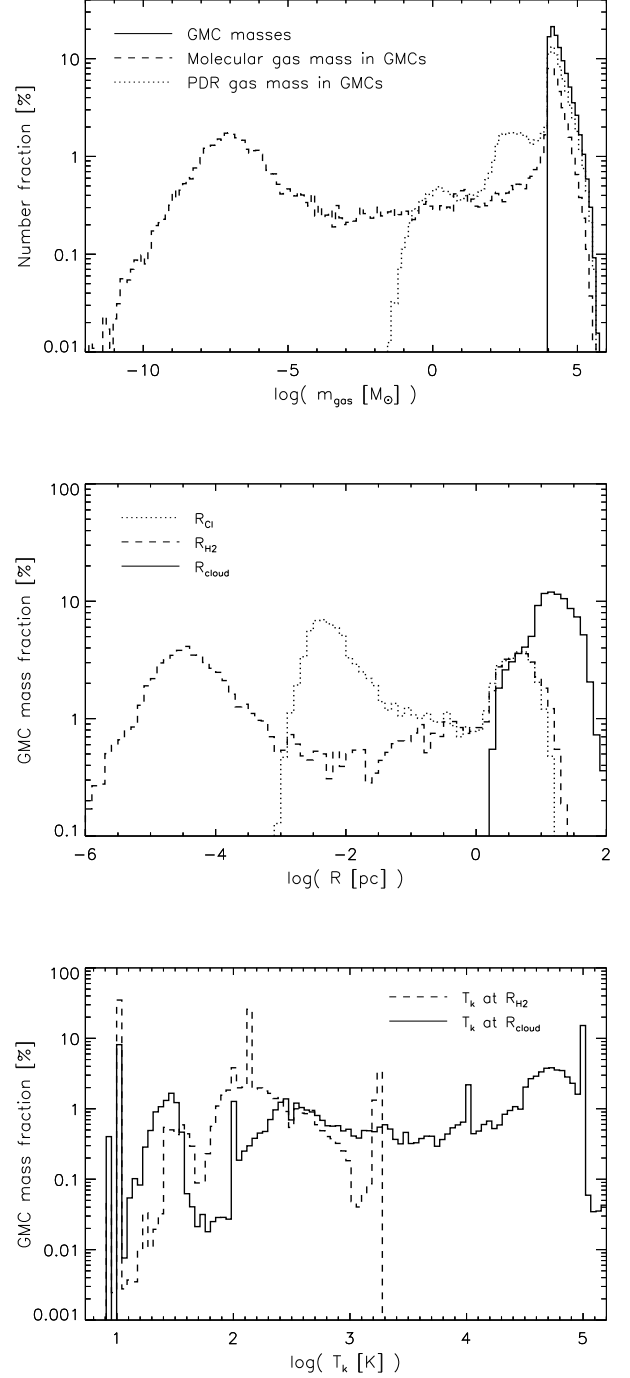 GMC masses
Molecular gas mass in GMCs
PDR gas mass in GMCs
Number fraction [%]
10
1
0.1
0.01
−10 −5 0 5
log( m_gas [M_⊙] )
100
10
1
0.1
GMC mass fraction [%]
R_CI
R_H2
R_cloud
−6 −4 −2 0 2
log( R [pc] )
100
10
1
0.1
0.01
0.001
GMC mass fraction [%]
T_k at R_H2
T_k at R_cloud
1 2 3 4 5
log( T_k [K] )